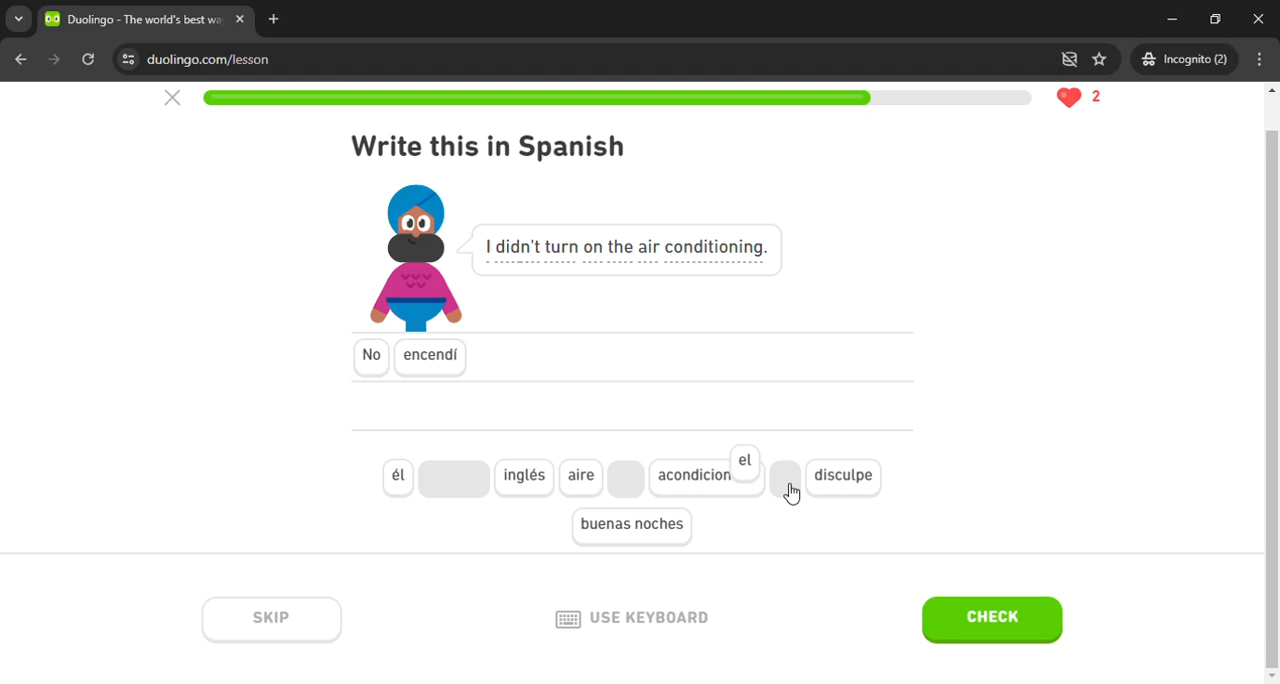 Duolingo - The world's best wa
duolingo.com/lesson
Incognito (2)
2
Write this in Spanish
I didn't turn on the air conditioning.
No encendí
el
él inglés aire acondicion disculpe
buenas noches
SKIP
USE KEYBOARD
CHECK